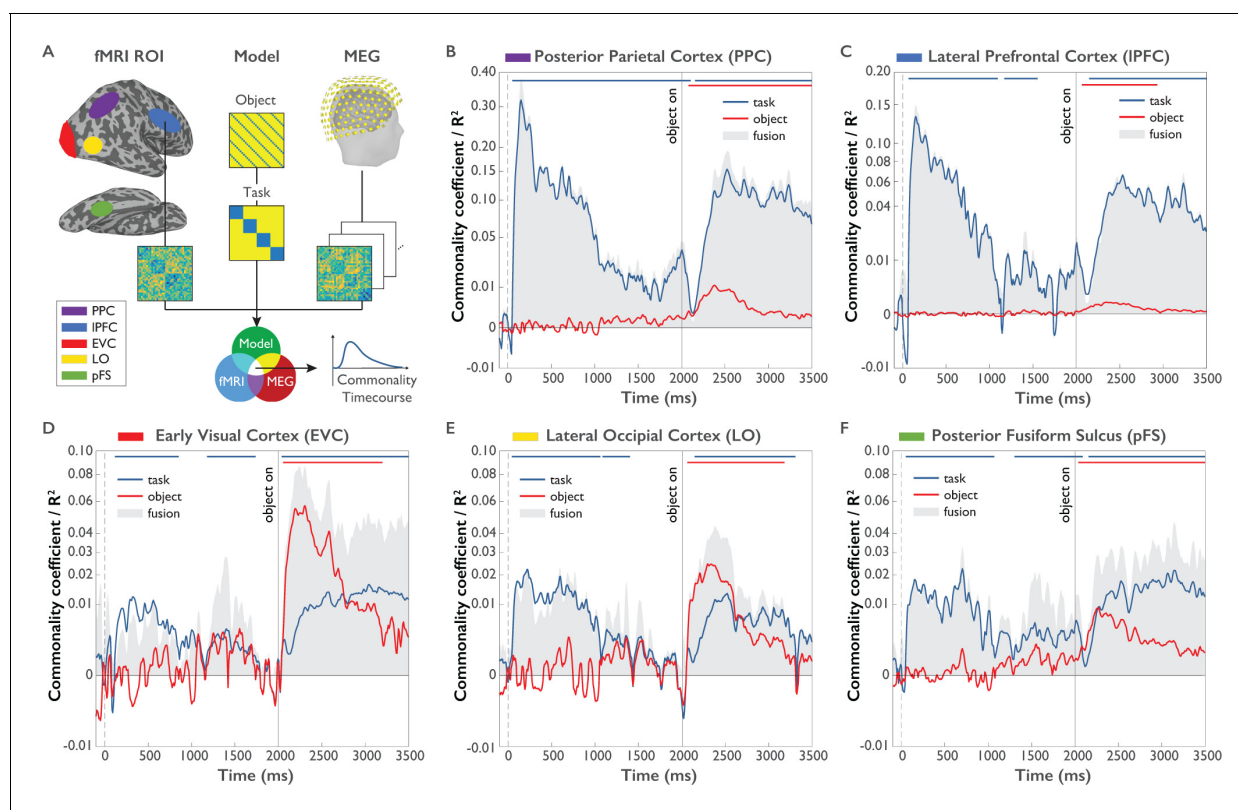 A
fMRI ROI
Model
MEG
Object
Task
...
PPC
lPFC
EVC
LO
pFS
Model
fMRI
MEG
Commonality
Timecourse
B
Posterior Parietal Cortex (PPC)
Commonality coefficient / R²
0.40
0.30
0.20
0.15
0.10
0.05
0.01
0
-0.01
object on
task
object
fusion
0 500 1000 1500 2000 2500 3000 3500
Time (ms)
C
Lateral Prefrontal Cortex (lPFC)
Commonality coefficient / R²
0.20
0.15
0.10
0.08
0.06
0.04
0.02
0.01
0
-0.01
object on
task
object
fusion
0 500 1000 1500 2000 2500 3000 3500
Time (ms)
D
Early Visual Cortex (EVC)
Commonality coefficient / R²
0.10
0.08
0.06
0.04
0.03
0.02
0.01
0
-0.01
task
object
fusion
object on
0 500 1000 1500 2000 2500 3000 3500
Time (ms)
E
Lateral Occipial Cortex (LO)
Commonality coefficient / R²
0.10
0.08
0.06
0.04
0.03
0.02
0.01
0
-0.01
task
object
fusion
object on
0 500 1000 1500 2000 2500 3000 3500
Time (ms)
F
Posterior Fusiform Sulcus (pFS)
Commonality coefficient / R²
0.10
0.08
0.06
0.04
0.03
0.02
0.01
0
-0.01
task
object
fusion
object on
0 500 1000 1500 2000 2500 3000 3500
Time (ms)